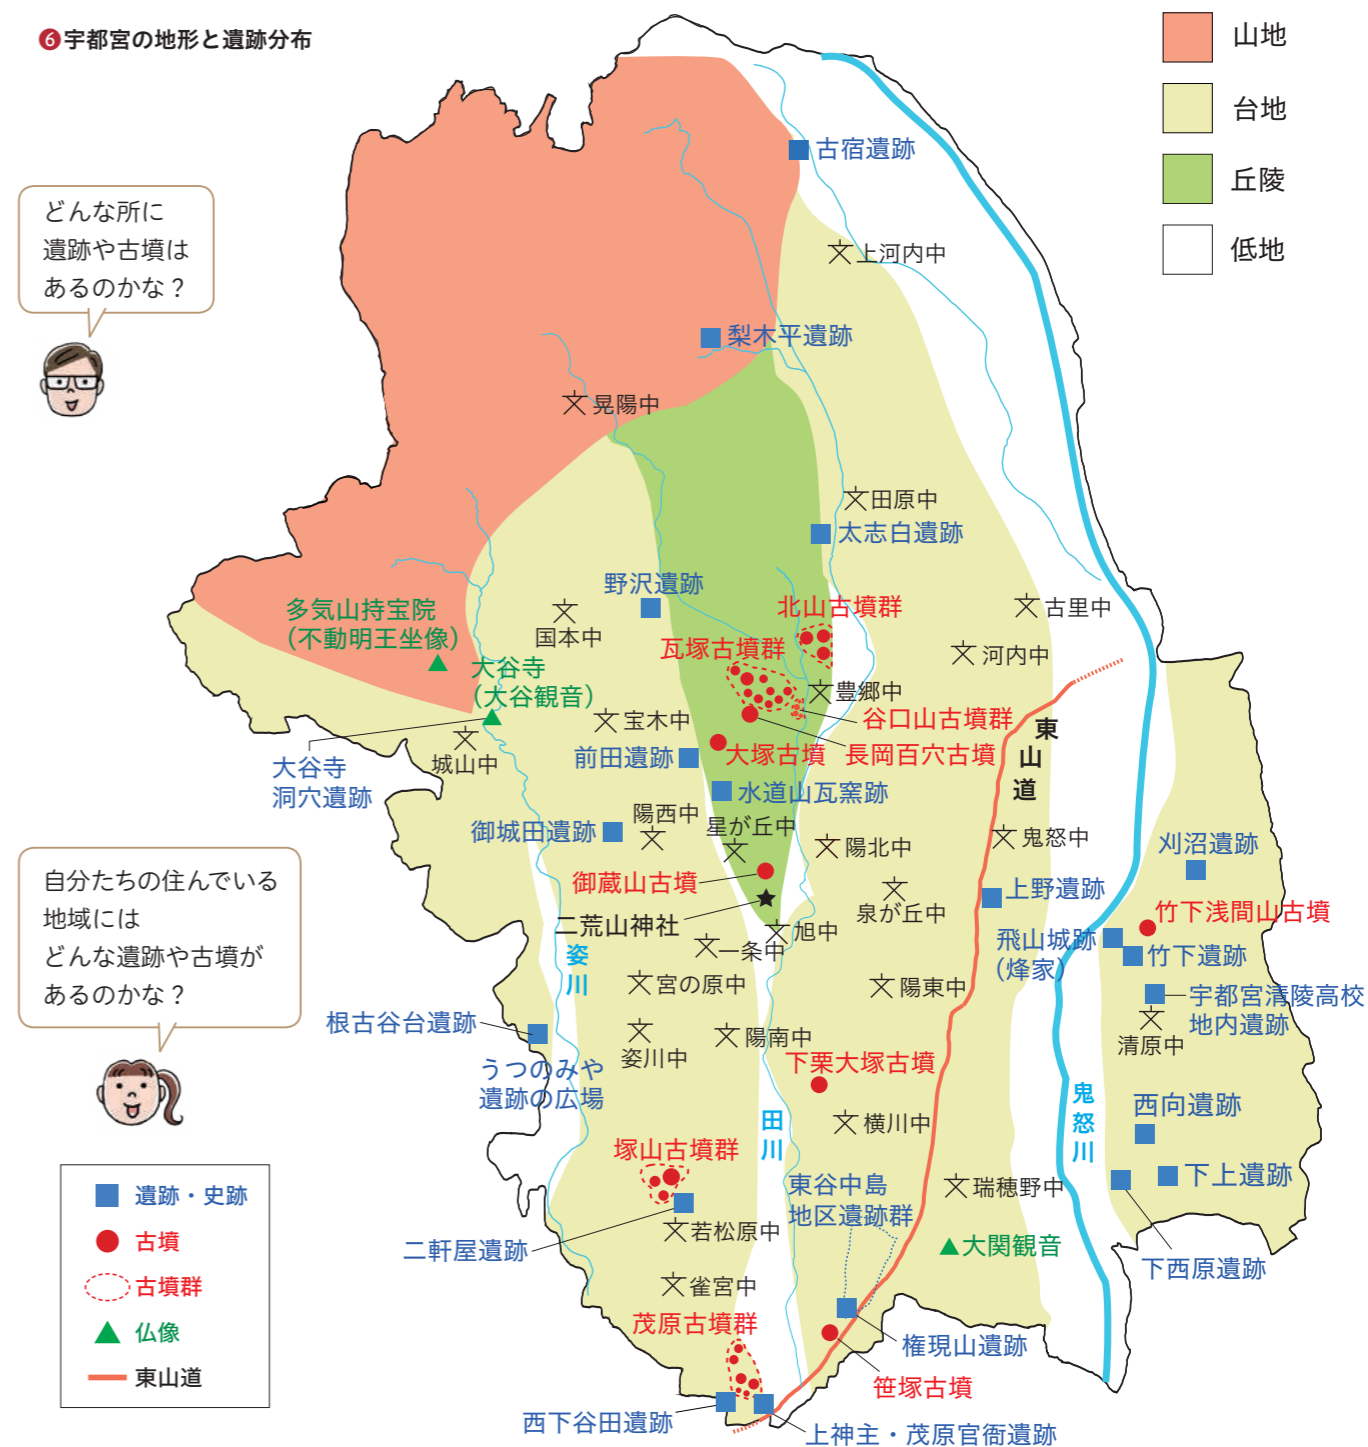 ❻宇都宮の地形と遺跡分布
山地
台地
丘陵
低地
どんな所に
遺跡や古墳は
あるのかな？
古宿遺跡
上河内中
梨木平遺跡
晃陽中
田原中
太志白遺跡
野沢遺跡
国本中
北山古墳群
古里中
多気山持宝院
（不動明王坐像）
瓦塚古墳群
河内中
大谷寺
（大谷観音）
豊郷中
宝木中
谷口山古墳群
東山道
城山中
前田遺跡
大塚古墳
長岡百穴古墳
大谷寺
洞穴遺跡
水道山瓦窯跡
陽西中
星が丘中
御城田遺跡
陽北中
鬼怒中
刈沼遺跡
自分たちの住んでいる
地域には
どんな遺跡や古墳が
あるのかな？
御蔵山古墳
泉が丘中
上野遺跡
竹下浅間山古墳
二荒山神社
旭中
飛山城跡
（烽家）
竹下遺跡
姿川
一条中
宮の原中
陽東中
宇都宮清陵高校
地内遺跡
根古谷台遺跡
姿川中
陽南中
清原中
うつのみや
遺跡の広場
下栗大塚古墳
田川
横川中
鬼怒川
西向遺跡
塚山古墳群
東谷中島
地区遺跡群
瑞穂野中
下上遺跡
若松原中
二軒屋遺跡
大関観音
下西原遺跡
雀宮中
茂原古墳群
権現山遺跡
笹塚古墳
西下谷田遺跡
上神主・茂原官衙遺跡
遺跡・史跡
古墳
古墳群
仏像
東山道